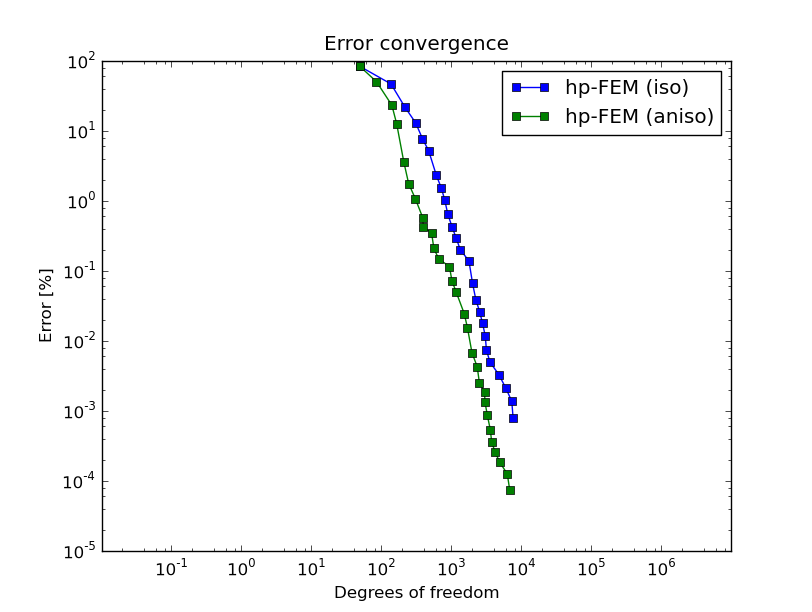 Error convergence
hp-FEM (iso)
hp-FEM (aniso)
Error [%]
10^2
10^1
10^0
10^-1
10^-2
10^-3
10^-4
10^-5
10^-1 10^0 10^1 10^2 10^3 10^4 10^5 10^6
Degrees of freedom